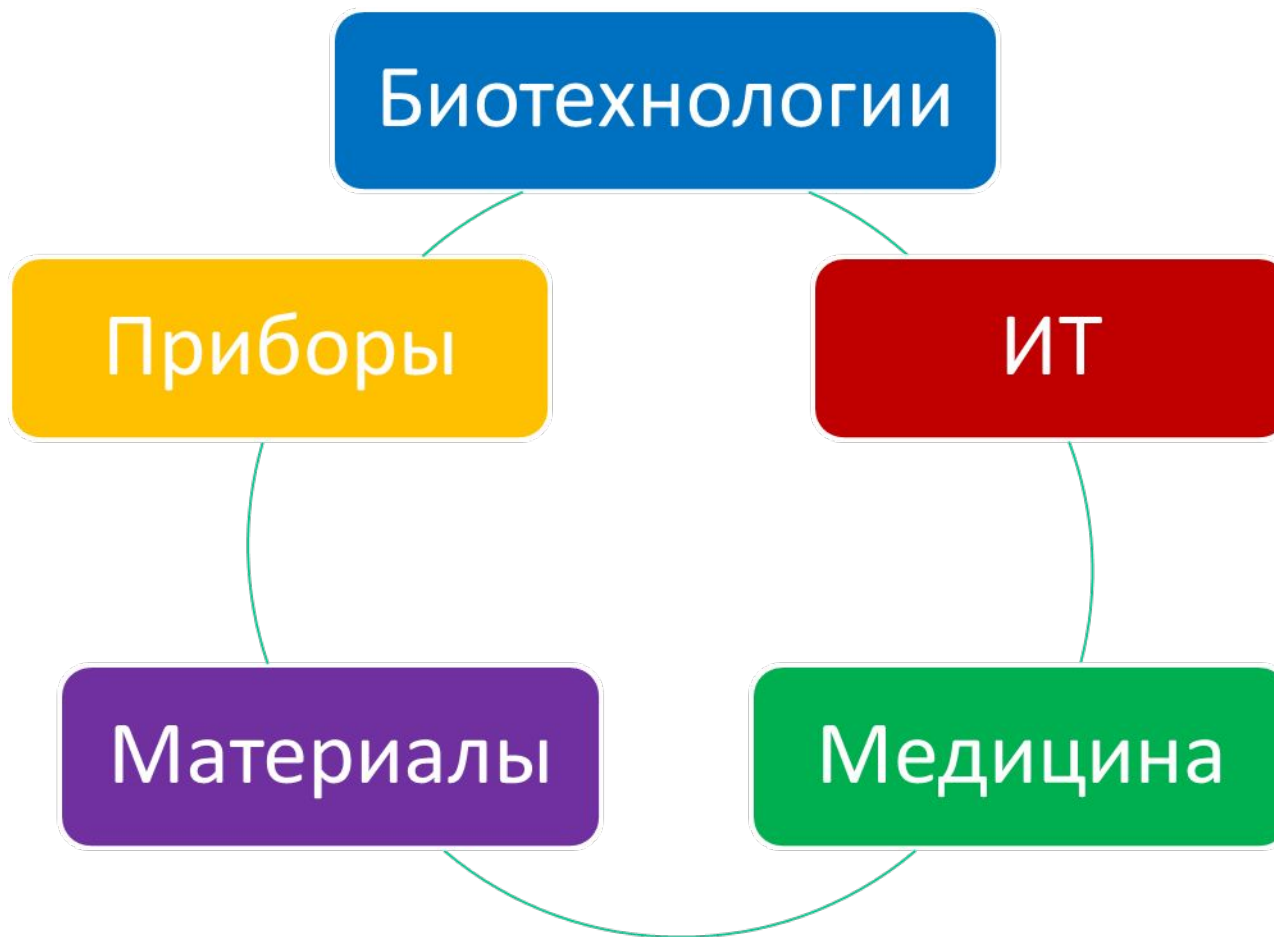 Биотехнологии
Приборы
ИТ
Материалы
Медицина